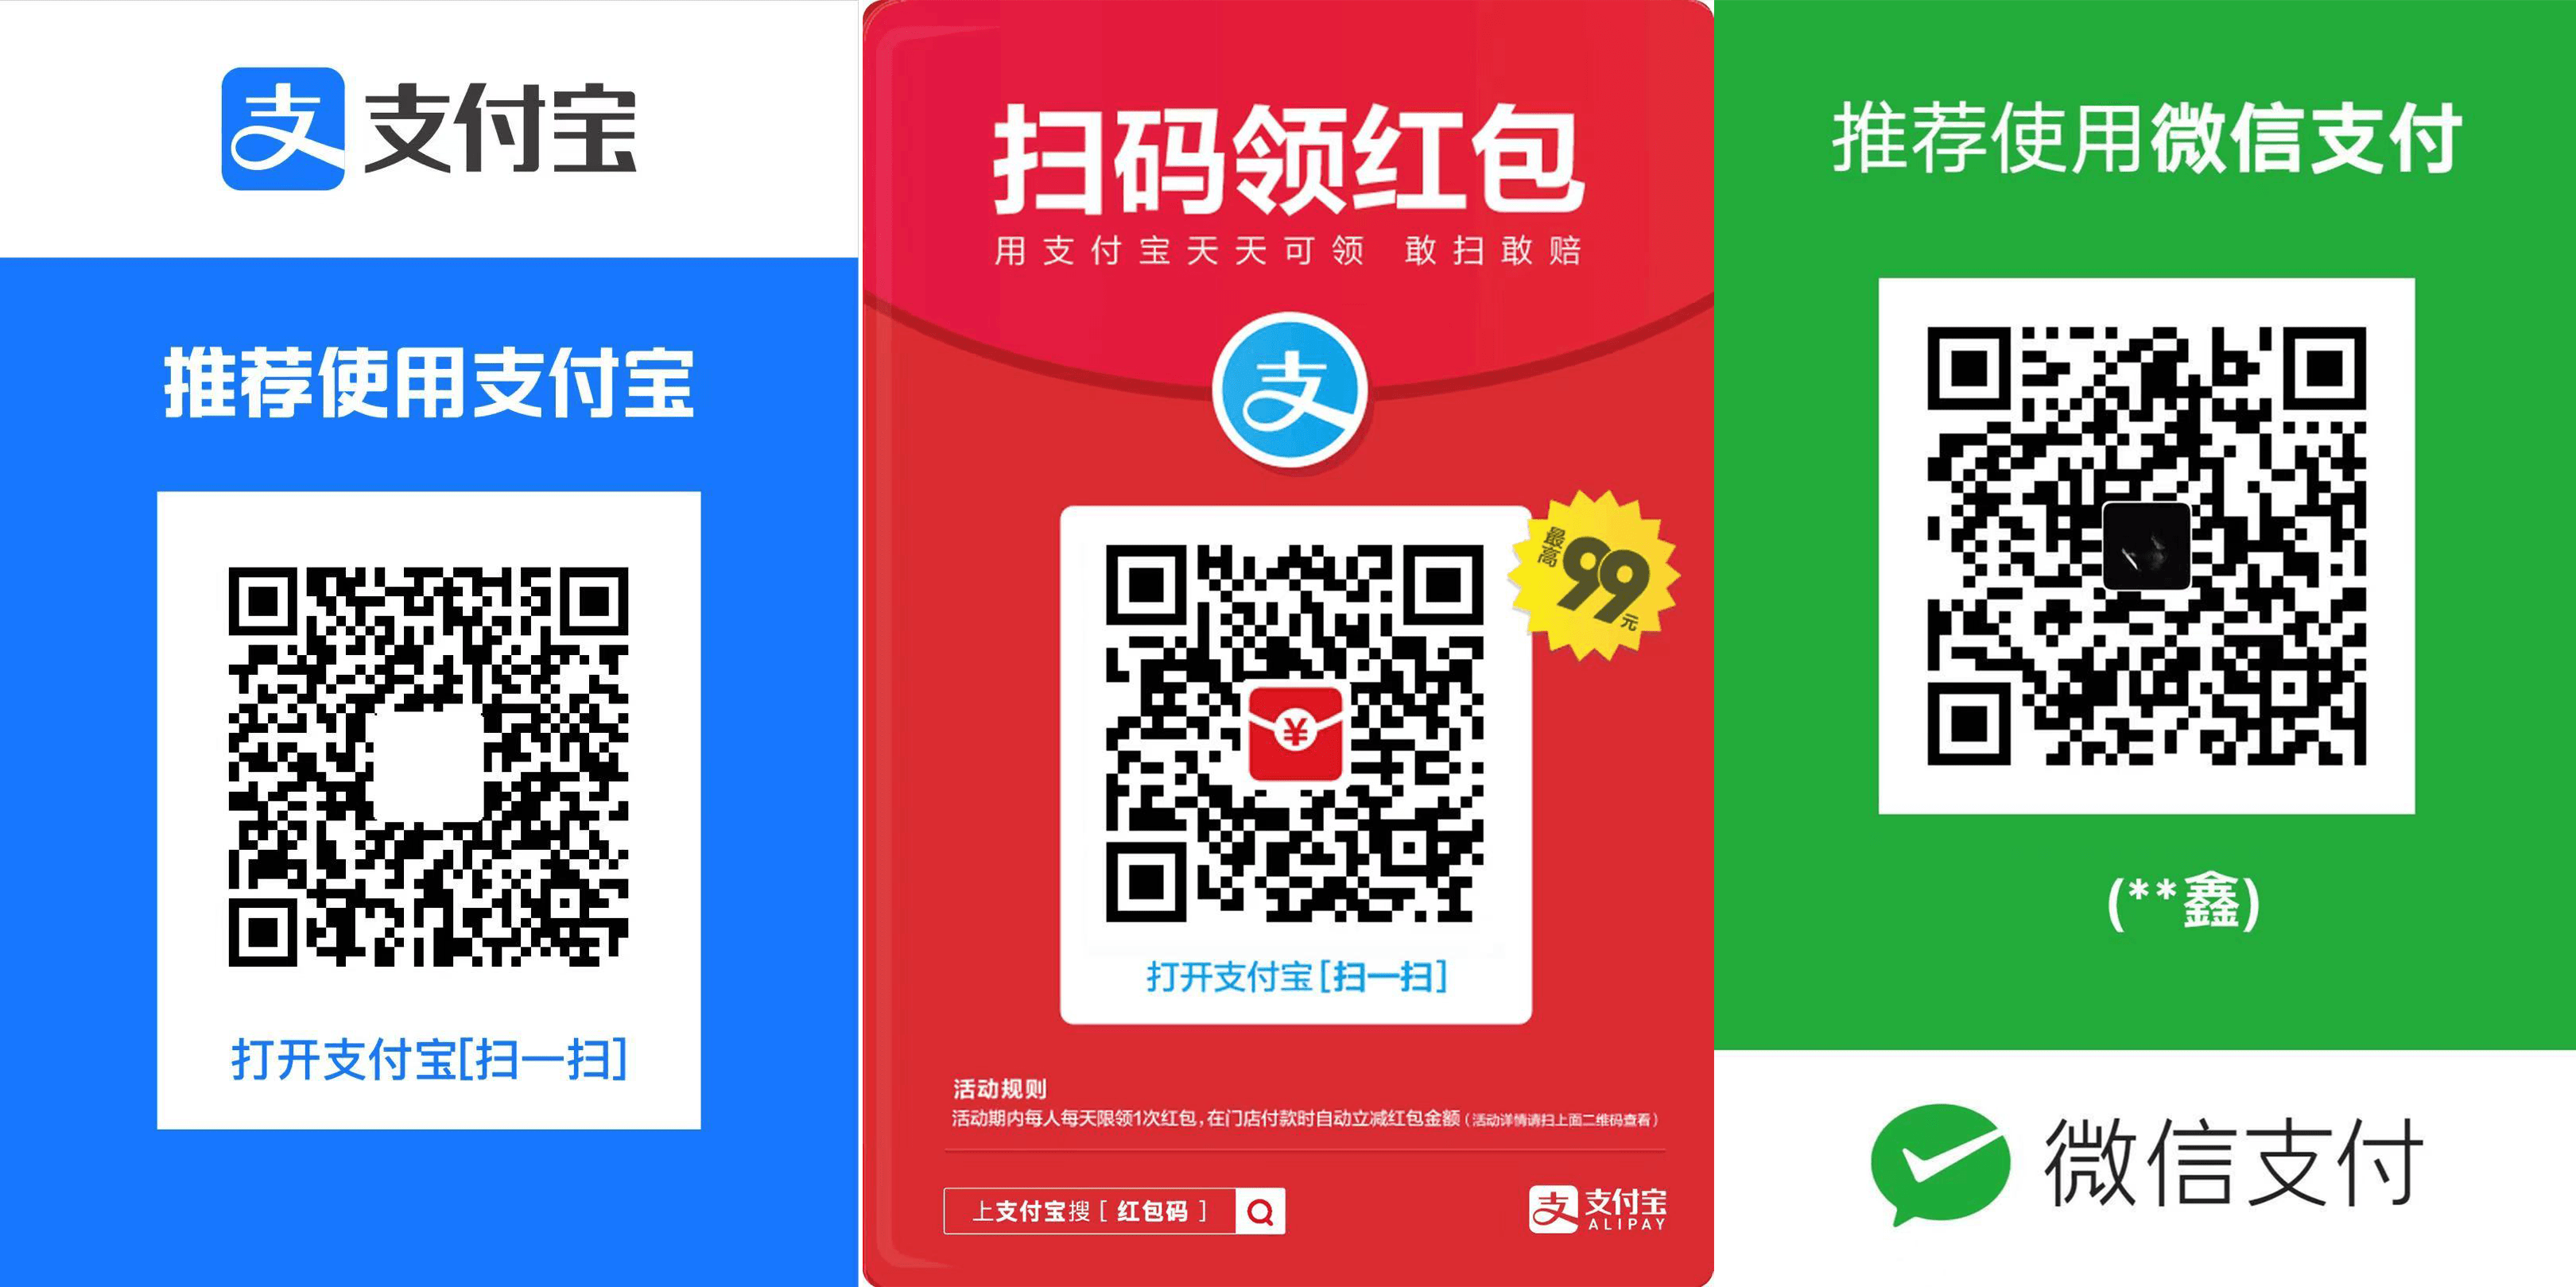 支付宝
推荐使用支付宝
打开支付宝[扫一扫]
扫码领红包
用支付宝天天可领 敢扫敢赔
支
最高99元
¥
打开支付宝[扫一扫]
活动规则
活动期内每人每天限领1次红包,在门店付款时自动立减红包金额(活动详情请扫上面二维码查看)
上支付宝搜[红包码]
支付宝
ALIPAY
推荐使用微信支付
(**鑫)
微信支付